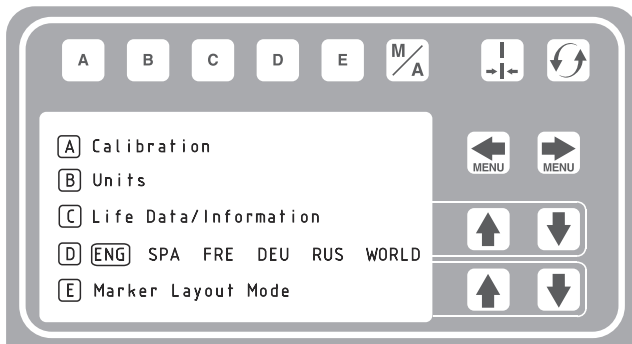 A B C D E M/A
MENU MENU
A Calibration
B Units
C Life Data/Information
D ENG SPA FRE DEU RUS WORLD
E Marker Layout Mode